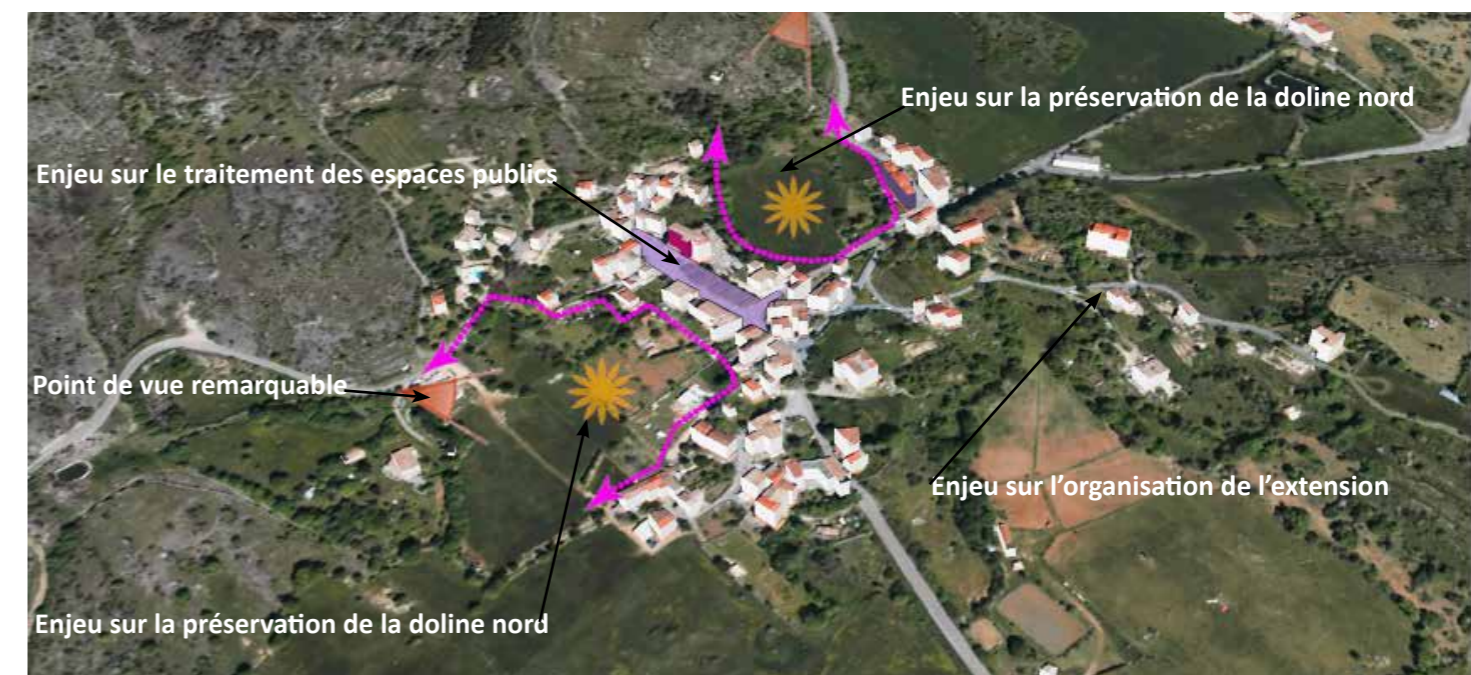 Enjeu sur la préservation de la doline nord
Enjeu sur le traitement des espaces publics
Point de vue remarquable
Enjeu sur l’organisation de l’extension
Enjeu sur la préservation de la doline nord